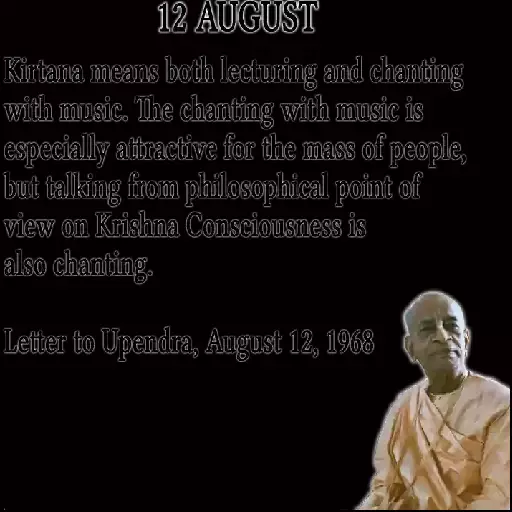 12 AUGUST
Kirtana means both lecturing and chanting
with music. The chanting with music is
especially attractive for the mass of people,
but talking from philosophical point of
view on Krishna Consciousness is
also chanting.
Letter to Upendra, August 12, 1968